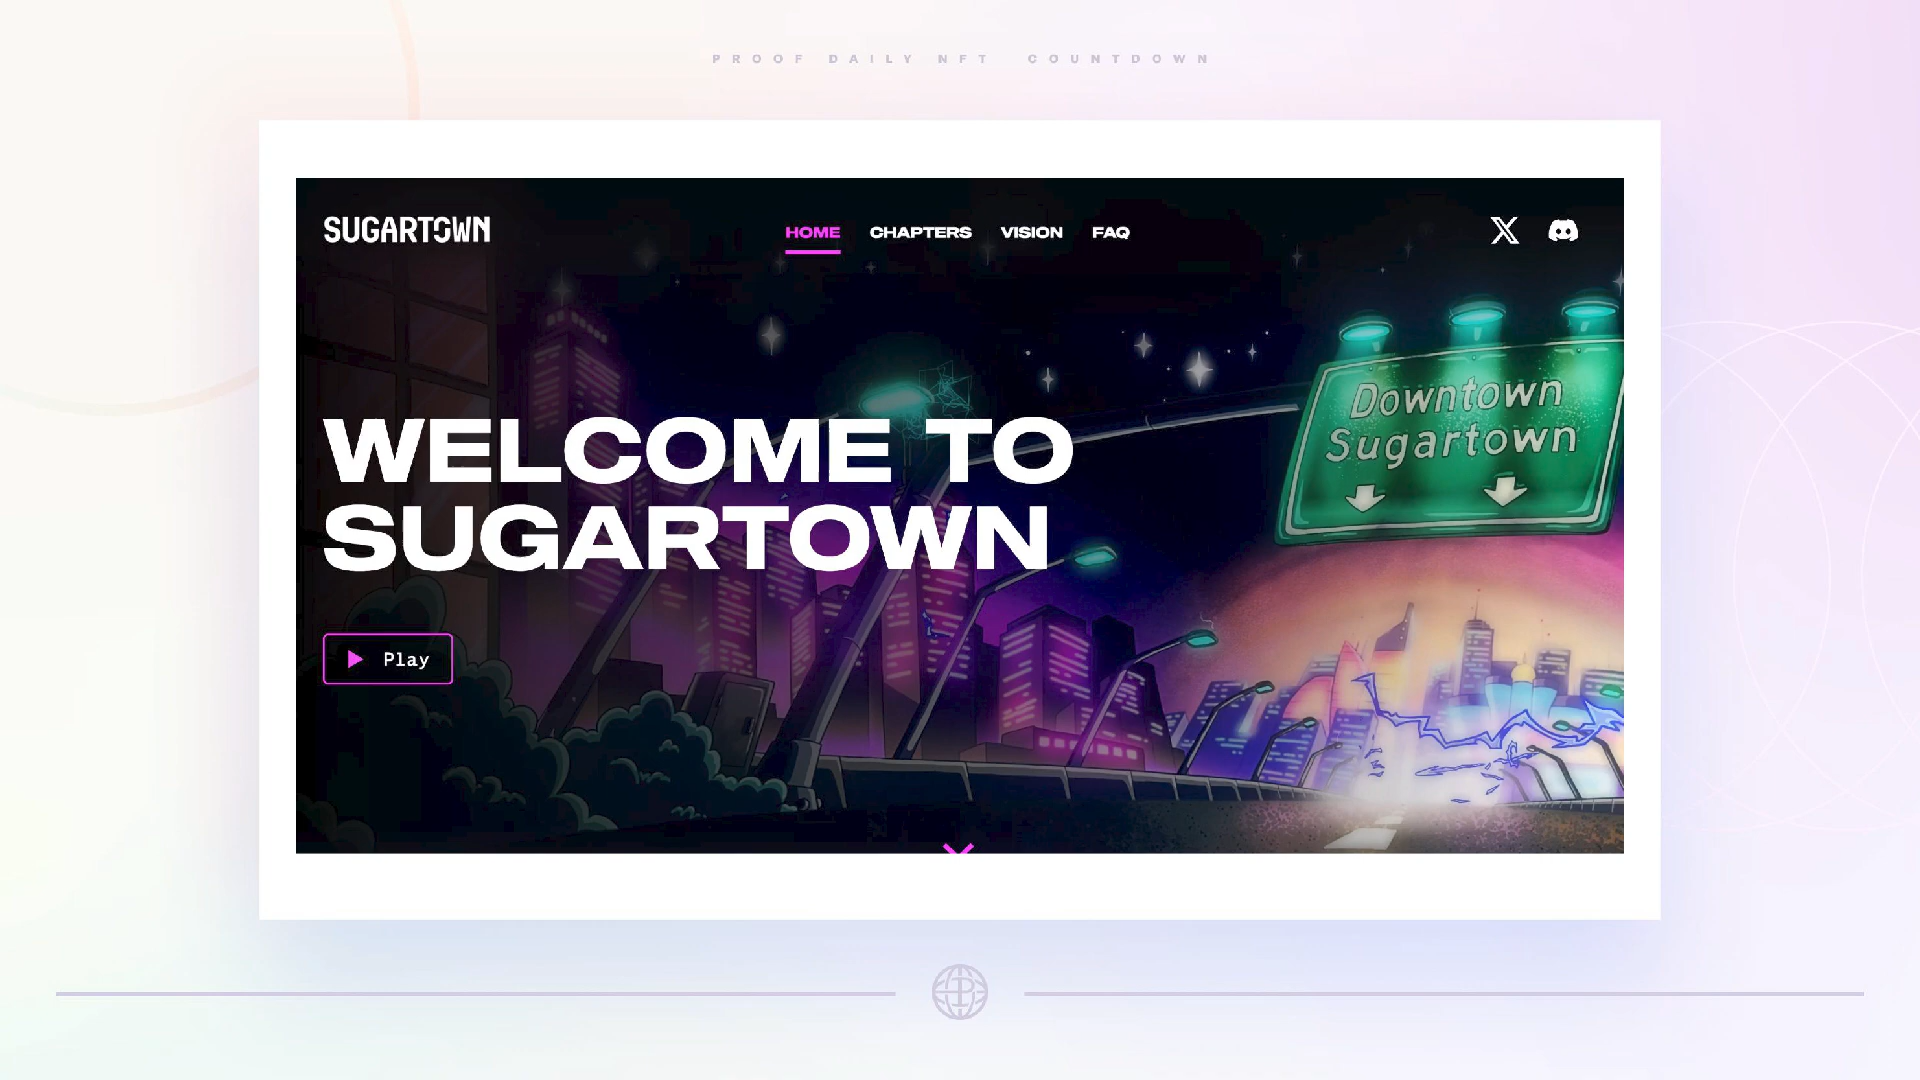 PROOF DAILY NFT COUNTDOWN
SUGARTOWN
HOME CHAPTERS VISION FAQ
Downtown
Sugartown
WELCOME TO
SUGARTOWN
Play